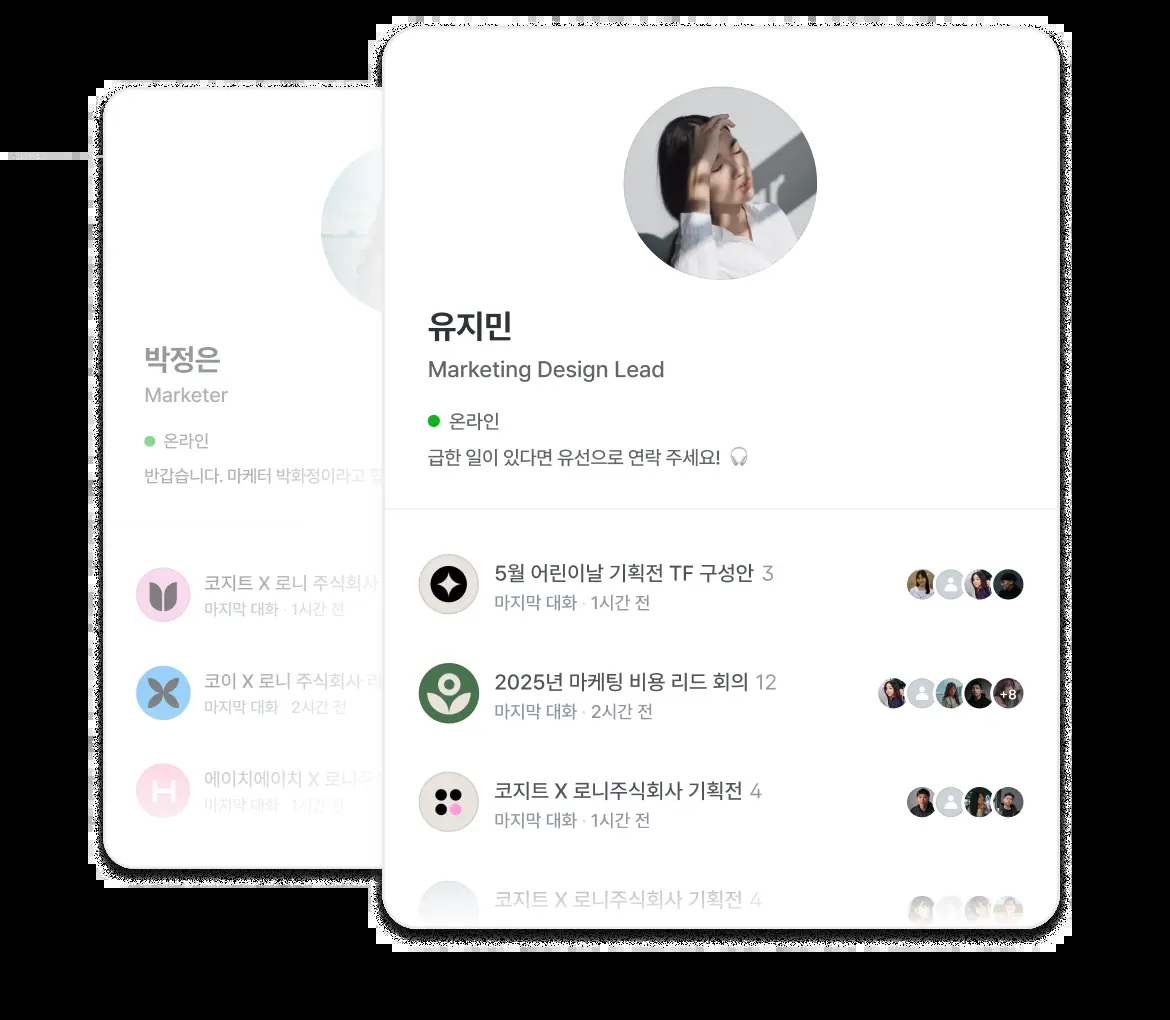 박정은
Marketer
온라인
반갑습니다. 마케터 박화정이라고
코지트 X 로니 주식회사
마지막 대화 · 1시간 전
코이 X 로니 주식회사 리
마지막 대화 · 2시간 전
H
에이치에이치 X 로니주
마지막 대화 · 1시간 전
유지민
Marketing Design Lead
온라인
급한 일이 있다면 유선으로 연락 주세요! 🎧
5월 어린이날 기획전 TF 구성안 3
마지막 대화 · 1시간 전
2025년 마케팅 비용 리드 회의 12
마지막 대화 · 2시간 전
+8
코지트 X 로니주식회사 기획전 4
마지막 대화 · 1시간 전
코지트 X 로니주식회사 기획전 4